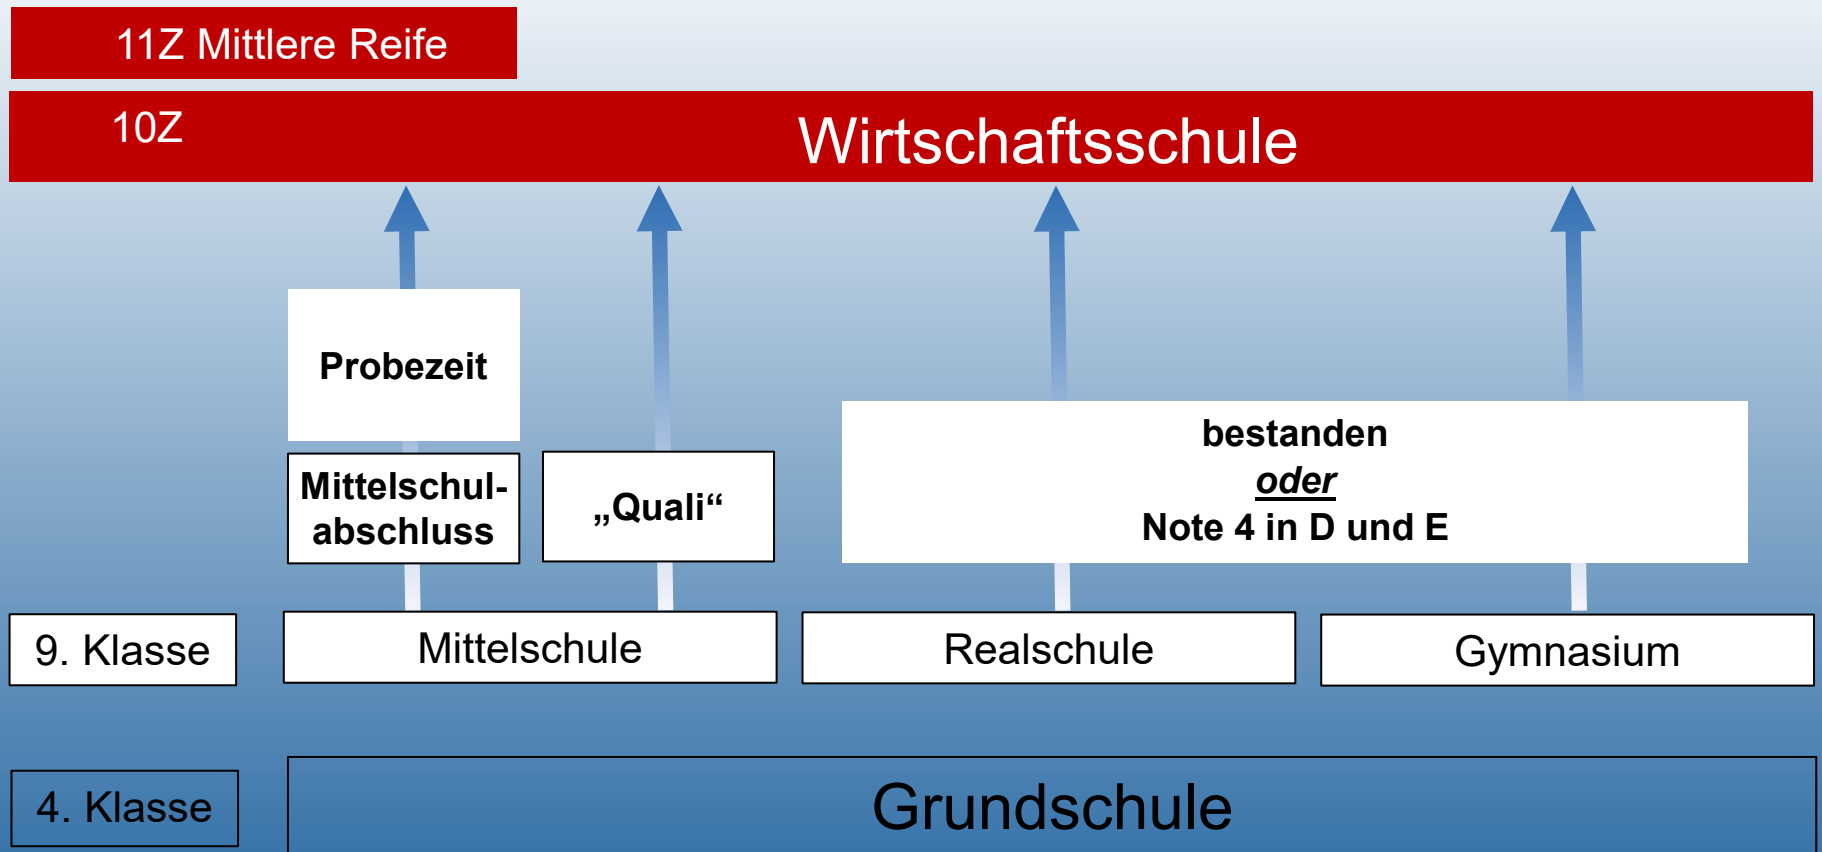 11Z Mittlere Reife
10Z
Wirtschaftsschule
Probezeit
Mittelschul-
abschluss
„Quali“
bestanden
oder
Note 4 in D und E
9. Klasse
Mittelschule
Realschule
Gymnasium
4. Klasse
Grundschule